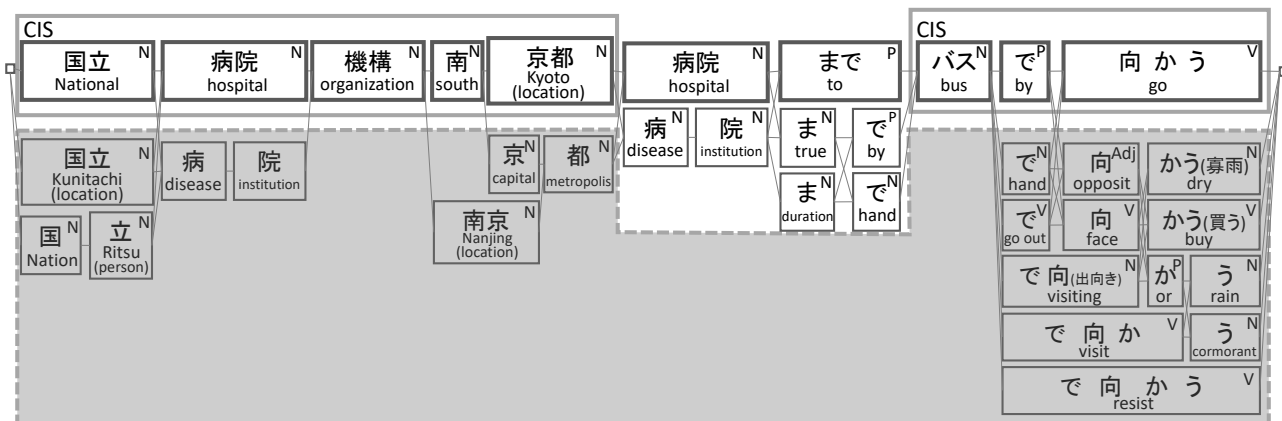 CIS
CIS
国立 N
National
病院 N
hospital
機構 N
organization
南 N
south
京都 N
Kyoto
(location)
病院 N
hospital
まで P
to
バス N
bus
で P
by
向かう V
go
国立 N
Kunitachi
(location)
病
disease
院
institution
京 N
capital
都 N
metropolis
病 N
disease
院 N
institution
ま N
true
で P
by
で N
hand
向 Adj
opposit
かう(寡雨) N
dry
国 N
Nation
立 N
Ritsu
(person)
南京 N
Nanjing
(location)
ま N
duration
で N
hand
で V
go out
向 V
face
かう(買う) V
buy
で向(出向き) N
visiting
が P
or
う N
rain
で向か V
visit
う N
cormorant
で向かう V
resist